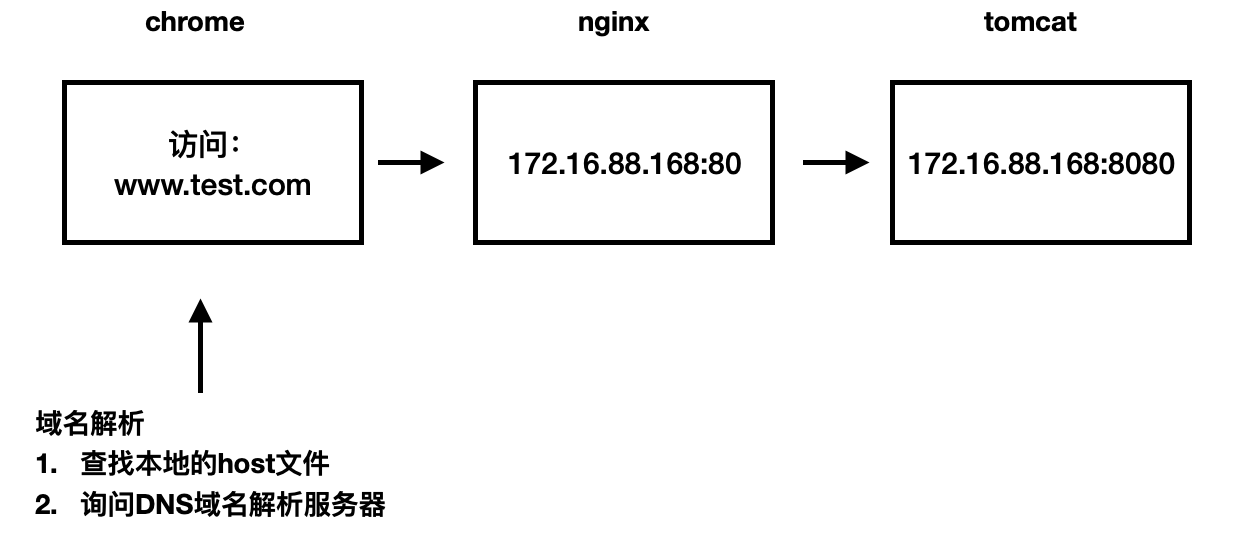 chrome
nginx
tomcat
访问：
www.test.com
172.16.88.168:80
172.16.88.168:8080
域名解析
1. 查找本地的host文件
2. 询问DNS域名解析服务器